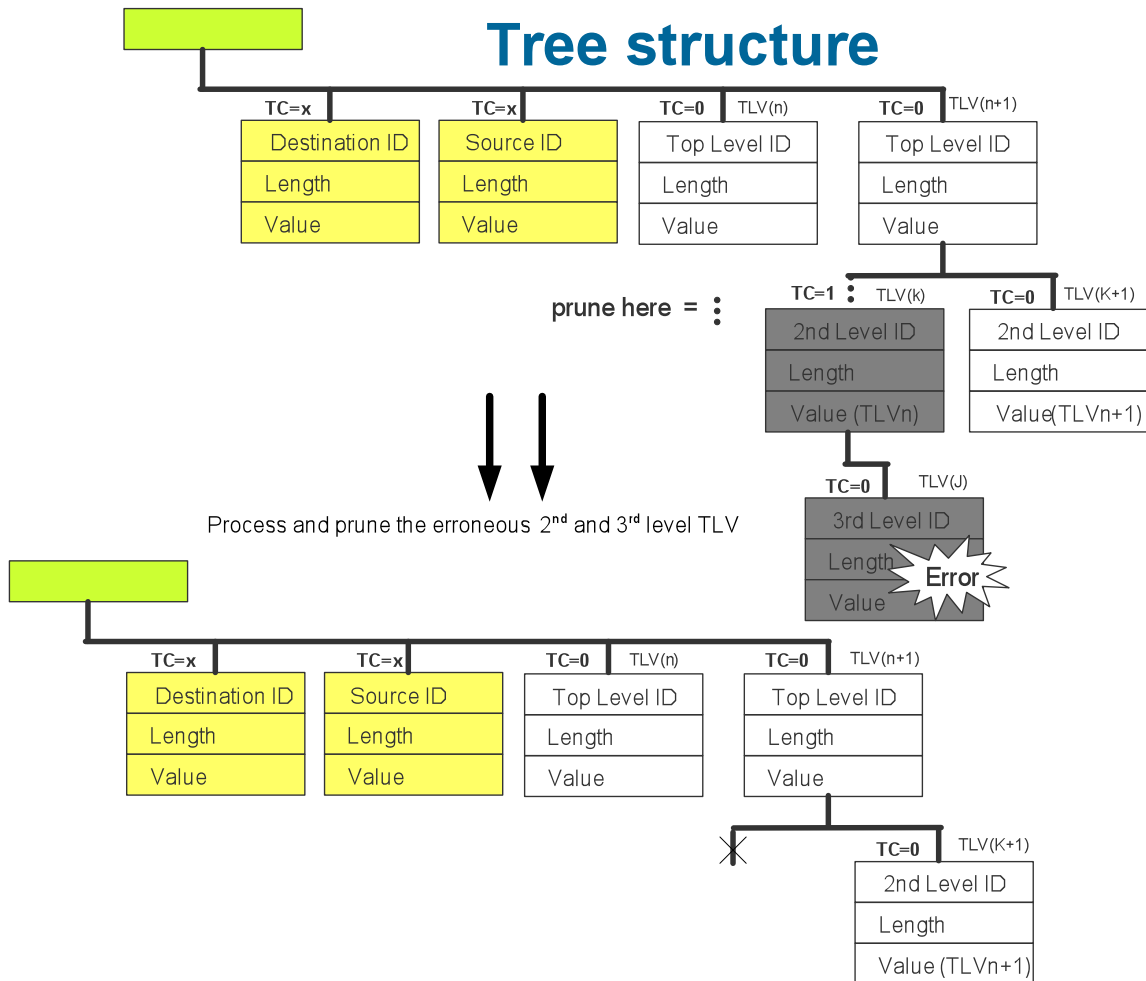 Tree structure
TC=x
TC=x
TC=0
TLV(n)
TC=0
TLV(n+1)
Destination ID
Length
Value
Source ID
Length
Value
Top Level ID
Length
Value
Top Level ID
Length
Value
prune here = ⋮
TC=1
TLV(k)
TC=0
TLV(K+1)
2nd Level ID
Length
Value (TLVn)
2nd Level ID
Length
Value(TLVn+1)
TC=0
TLV(J)
3rd Level ID
Length
Value
Error
Process and prune the erroneous 2nd and 3rd level TLV
TC=x
TC=x
TC=0
TLV(n)
TC=0
TLV(n+1)
Destination ID
Length
Value
Source ID
Length
Value
Top Level ID
Length
Value
Top Level ID
Length
Value
TC=0
TLV(K+1)
2nd Level ID
Length
Value (TLVn+1)